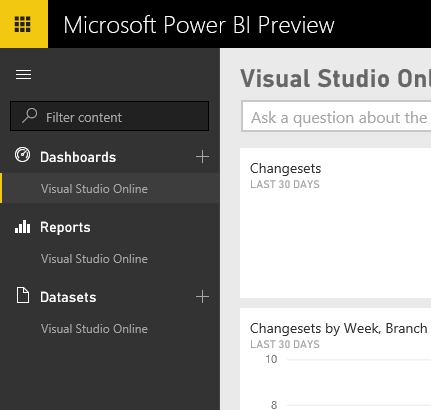 Microsoft Power BI Preview
Filter content
Dashboards
Visual Studio Online
Reports
Visual Studio Online
Datasets
Visual Studio Online
Visual Studio Onl
Ask a question about the
Changesets
LAST 30 DAYS
Changesets by Week, Branch
LAST 30 DAYS
10
8